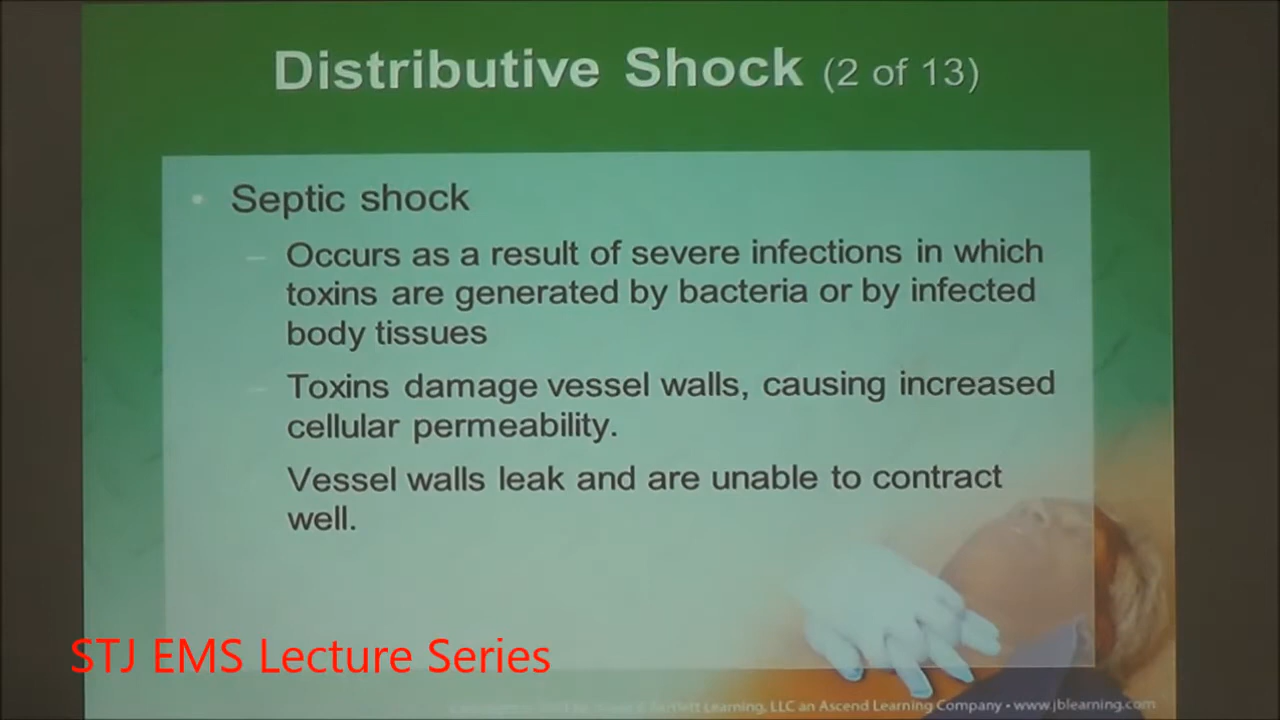 Distributive Shock (2 of 13)
• Septic shock
– Occurs as a result of severe infections in which
toxins are generated by bacteria or by infected
body tissues
– Toxins damage vessel walls, causing increased
cellular permeability.
Vessel walls leak and are unable to contract
well.
STJ EMS Lecture Series
Learning, LLC an Ascend Learning Company • www.jblearning.com